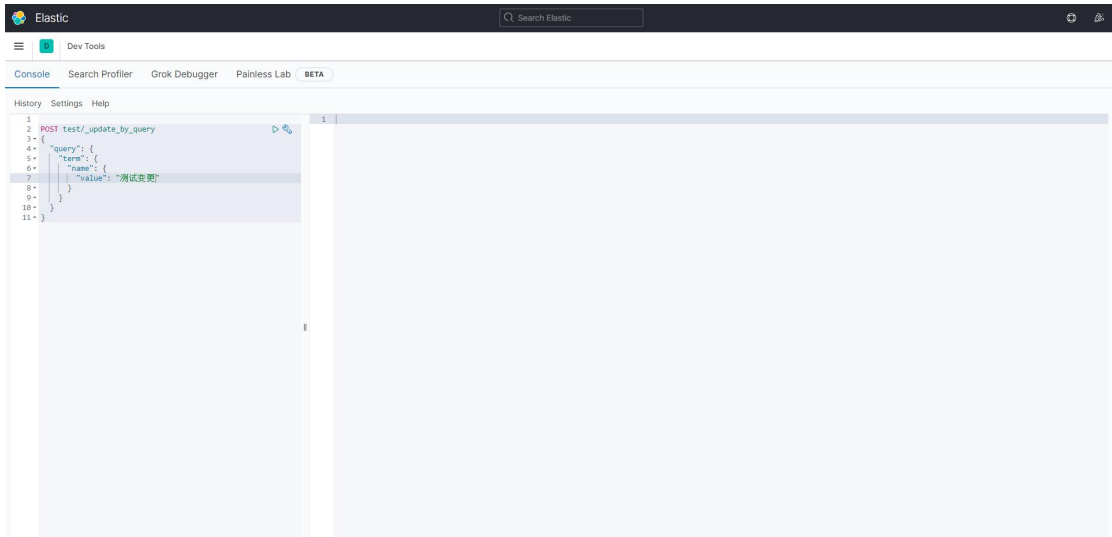 Elastic
Search Elastic
D
Dev Tools
Console
Search Profiler
Grok Debugger
Painless Lab
BETA
History
Settings
Help
1
2 POST test/_update_by_query
3 {
4 "query": {
5 "term": {
6 "name": {
7 "value": "测试变更"
8 }
9 }
10 }
11 }
1